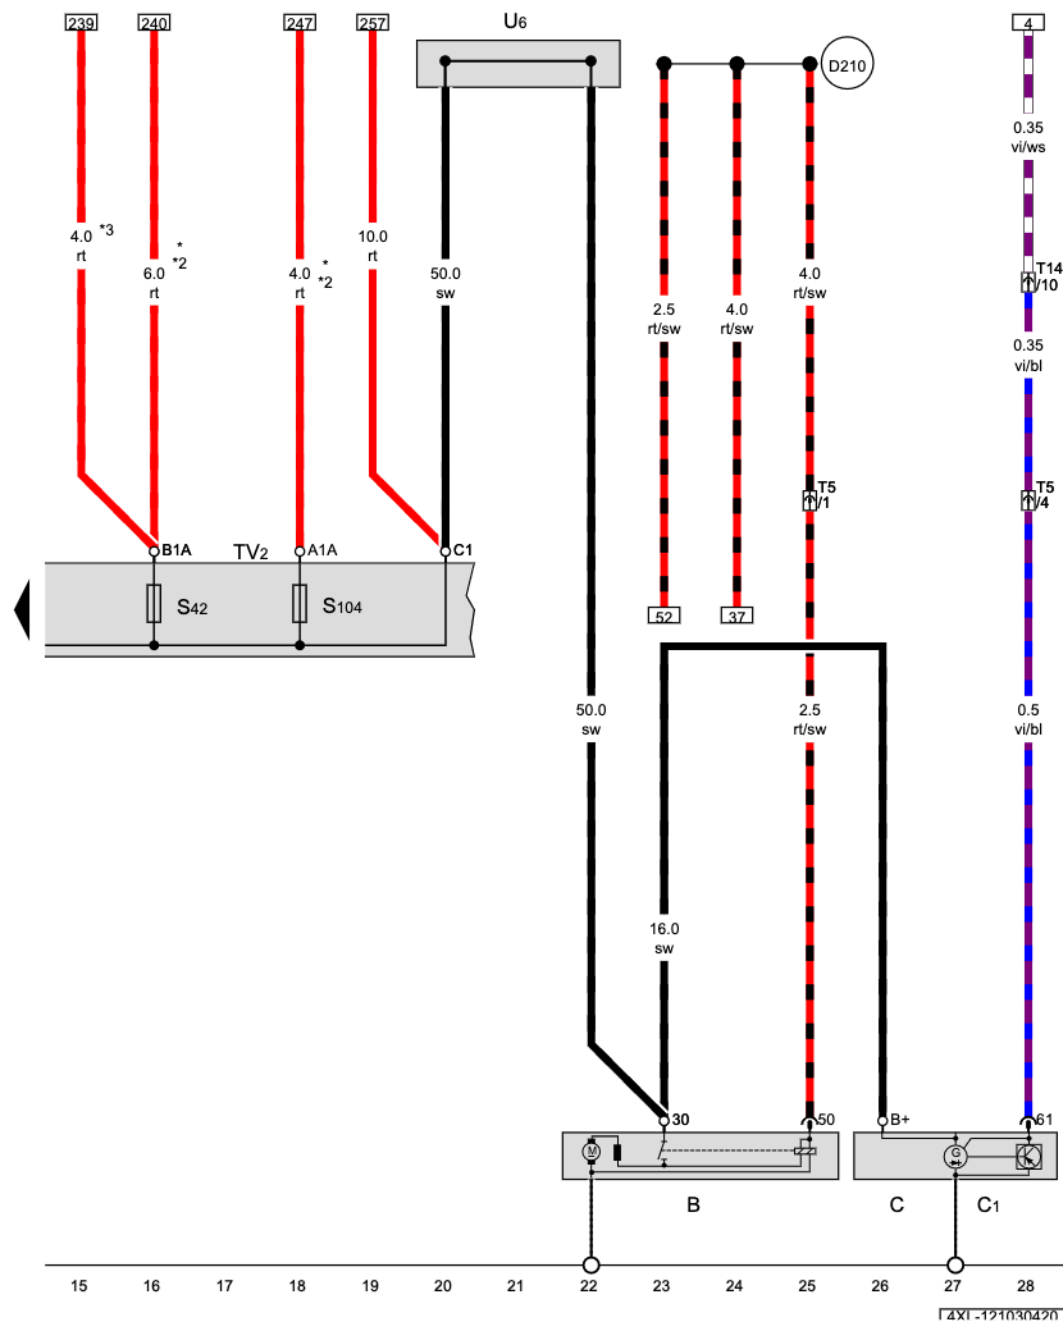 239 240 247 257 U6 4
D210
0.35
vi/ws
4.0 *3 10.0
rt rt
*
6.0 *2
rt
*
4.0 *2
rt
50.0
sw
4.0
rt/sw
T14
/10
2.5
rt/sw
4.0
rt/sw
0.35
vi/bl
T5
/1
T5
/4
B1A TV2 A1A C1
S42 S104
52 37
50.0
sw
2.5
rt/sw
0.5
vi/bl
16.0
sw
30 50 B+ 61
M G
B C C1
15 16 17 18 19 20 21 22 23 24 25 26 27 28
4XL-121030420